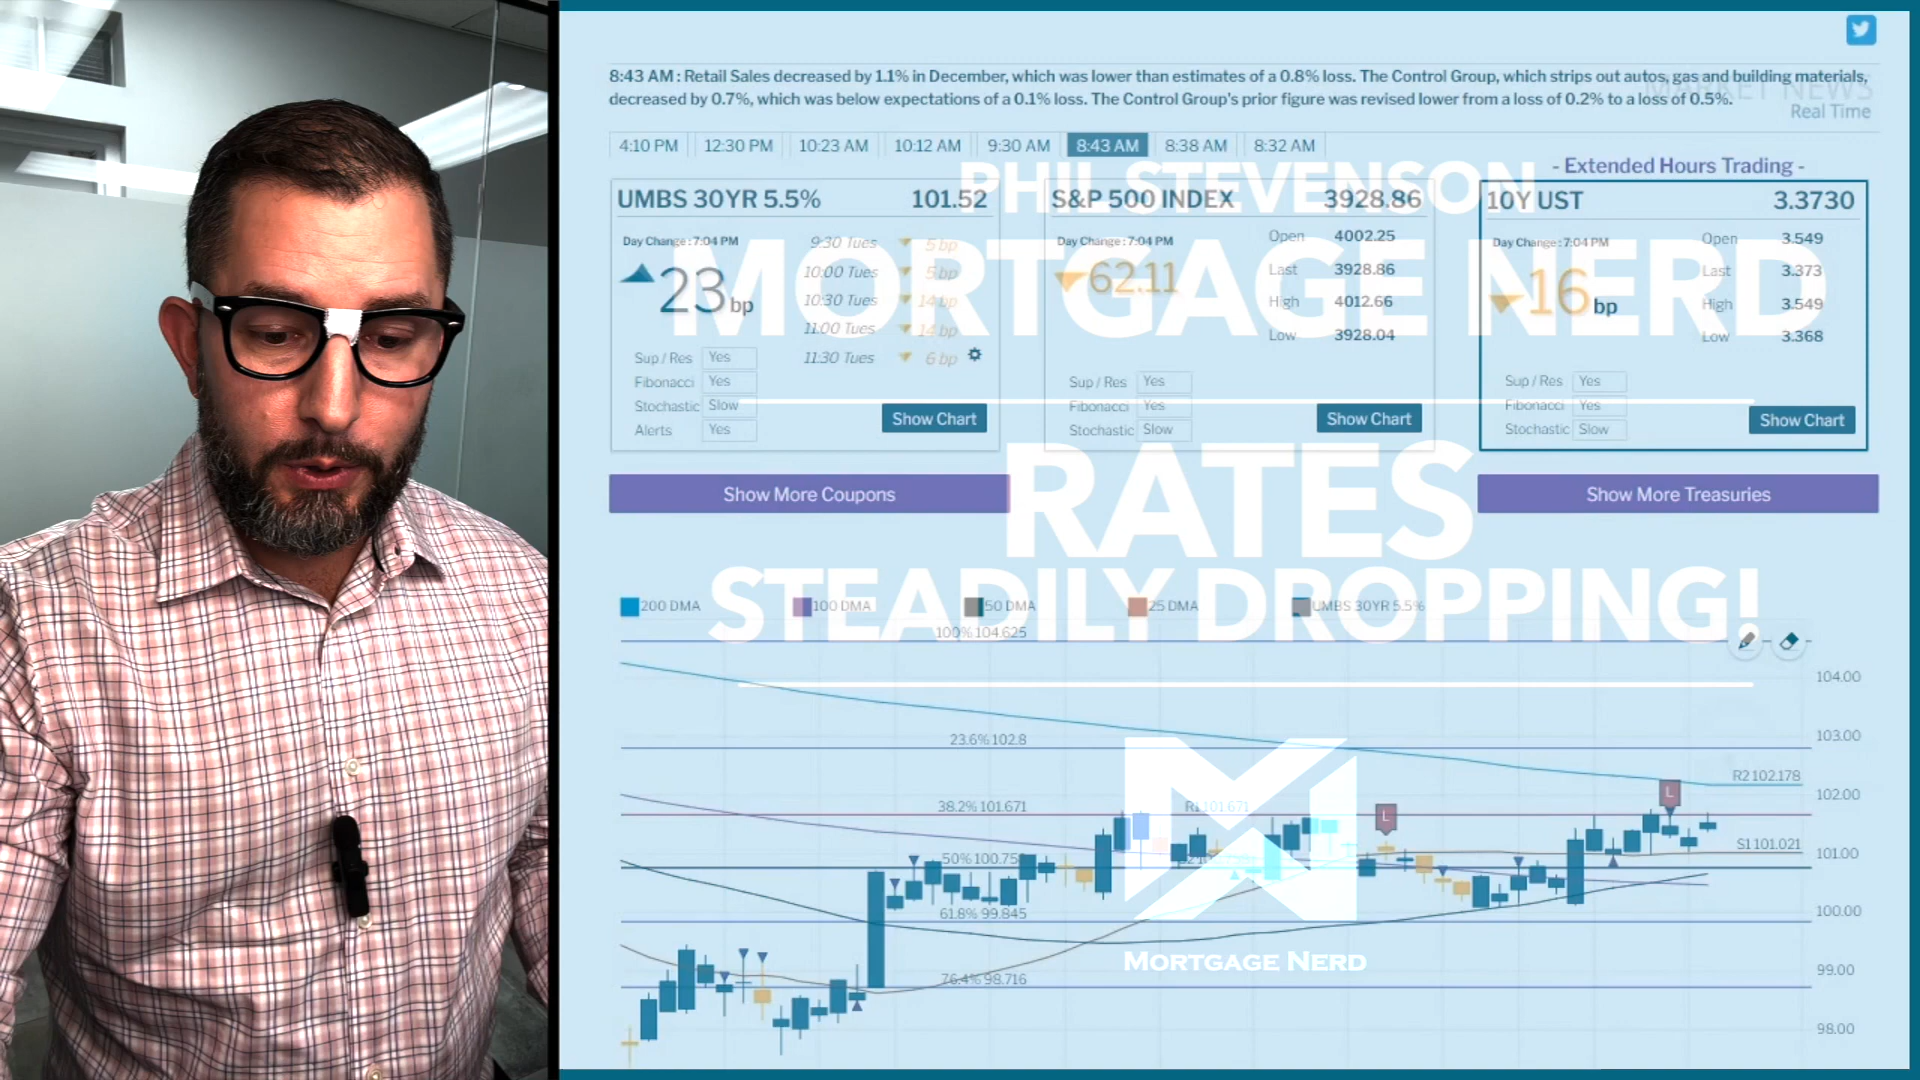 8:43 AM : Retail Sales decreased by 1.1% in December, which was lower than estimates of a 0.8% loss. The Control Group, which strips out autos, gas and building materials,
decreased by 0.7%, which was below expectations of a 0.1% loss. The Control Group's prior figure was revised lower from a loss of 0.2% to a loss of 0.5%.
MARKET NEWS
Real Time
4:10 PM 12:30 PM 10:23 AM 10:12 AM 9:30 AM 8:43 AM 8:38 AM 8:32 AM
- Extended Hours Trading -
PHIL STEVENSON
MORTGAGE NERD
RATES
STEADILY DROPPING!
MORTGAGE NERD
UMBS 30YR 5.5% 101.52
Day Change : 7:04 PM
23 bp
9:30 Tues 5 bp
10:00 Tues 5 bp
10:30 Tues 14 bp
11:00 Tues 14 bp
11:30 Tues 6 bp
Sup / Res Yes
Fibonacci Yes
Stochastic Slow
Alerts Yes
Show Chart
S&P 500 INDEX 3928.86
Day Change : 7:04 PM
62.11
Open 4002.25
Last 3928.86
High 4012.66
Low 3928.04
Sup / Res Yes
Fibonacci Yes
Stochastic Slow
Show Chart
10Y UST 3.3730
Day Change : 7:04 PM
16 bp
Open 3.549
Last 3.373
High 3.549
Low 3.368
Sup / Res Yes
Fibonacci Yes
Stochastic Slow
Show Chart
Show More Coupons
Show More Treasuries
200 DMA 100 DMA 50 DMA 25 DMA UMBS 30YR 5.5%
100% 104.625
104.00
23.6% 102.8
103.00
R2 102.178
102.00
38.2% 101.671
R1 101.671
L
L
S1 101.021
101.00
50% 100.75
100.00
61.8% 99.845
99.00
76.4% 98.716
98.00